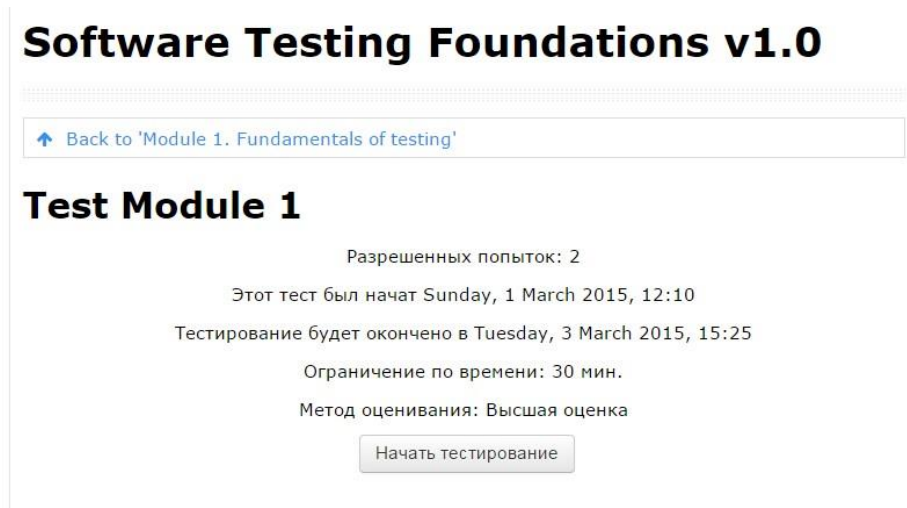 Software Testing Foundations v1.0
Back to 'Module 1. Fundamentals of testing'
Test Module 1
Разрешенных попыток: 2
Этот тест был начат Sunday, 1 March 2015, 12:10
Тестирование будет окончено в Tuesday, 3 March 2015, 15:25
Ограничение по времени: 30 мин.
Метод оценивания: Высшая оценка
Начать тестирование